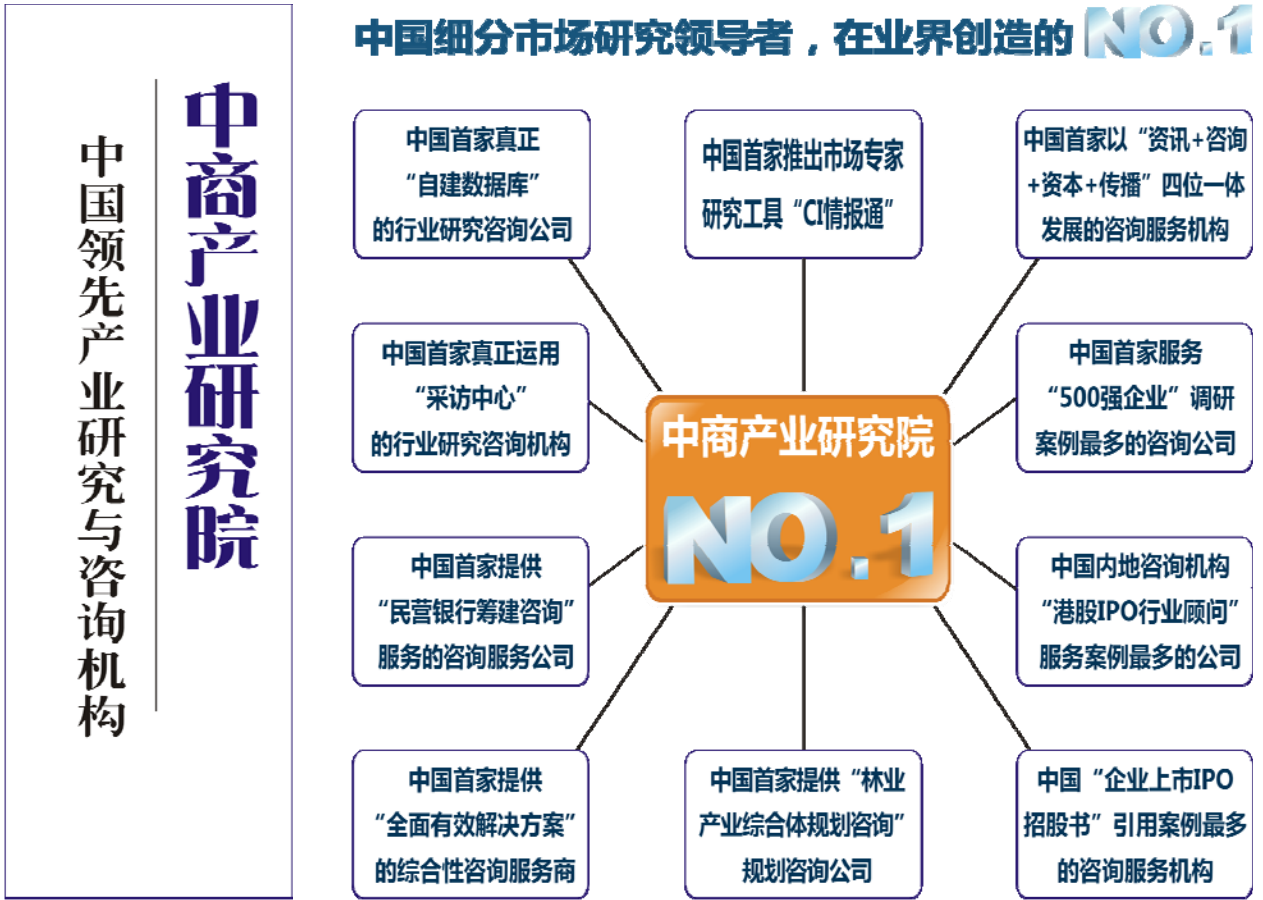 中商产业研究院
中国领先产业研究与咨询机构
中国细分市场研究领导者，在业界创造的 NO.1
中国首家真正
“自建数据库”
的行业研究咨询公司
中国首家推出市场专家
研究工具“CI情报通”
中国首家以“资讯+咨询
+资本+传播”四位一体
发展的咨询服务机构
中国首家真正运用
“采访中心”
的行业研究咨询机构
中商产业研究院
NO.1
中国首家服务
“500强企业”调研
案例最多的咨询公司
中国首家提供
“民营银行筹建咨询”
服务的咨询服务公司
中国内地咨询机构
“港股IPO行业顾问”
服务案例最多的公司
中国首家提供
“全面有效解决方案”
的综合性咨询服务商
中国首家提供“林业
产业综合体规划咨询”
规划咨询公司
中国“企业上市IPO
招股书”引用案例最多
的咨询服务机构